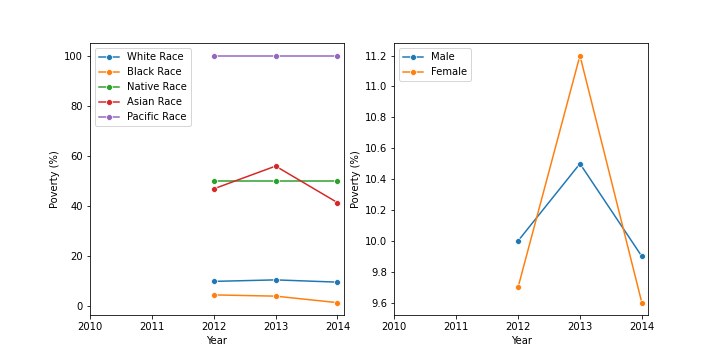 White Race
Black Race
Native Race
Asian Race
Pacific Race
100
80
60
40
20
0
Poverty (%)
2010 2011 2012 2013 2014
Year
Male
Female
11.2
11.0
10.8
10.6
10.4
10.2
10.0
9.8
9.6
Poverty (%)
2010 2011 2012 2013 2014
Year